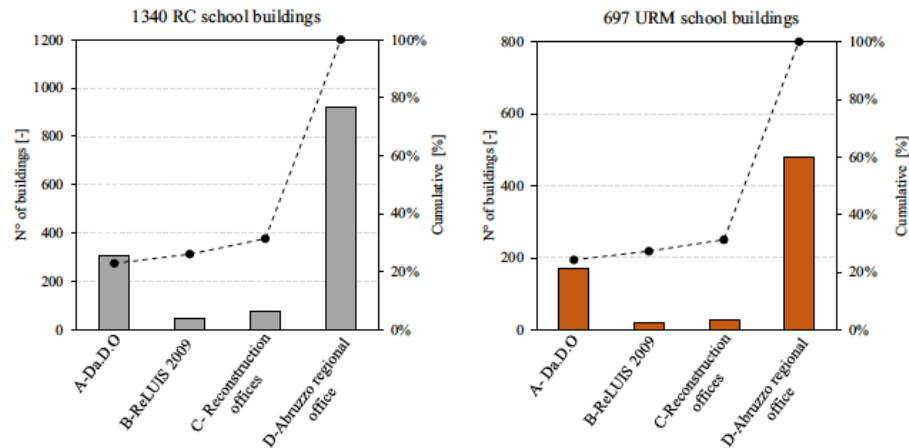 1340 RC school buildings
1200
1000
800
600
400
200
0
N° of buildings [-]
100%
80%
60%
40%
20%
0%
Cumulative [%]
A-Da.D.O
B-ReLUIS 2009
C- Reconstruction
offices
D-Abruzzo regional
office
697 URM school buildings
800
600
400
200
0
N° of buildings [-]
100%
80%
60%
40%
20%
0%
Cumulative [%]
A- Da.D.O
B-ReLUIS 2009
C-Reconstruction
offices
D-Abruzzo regional
office